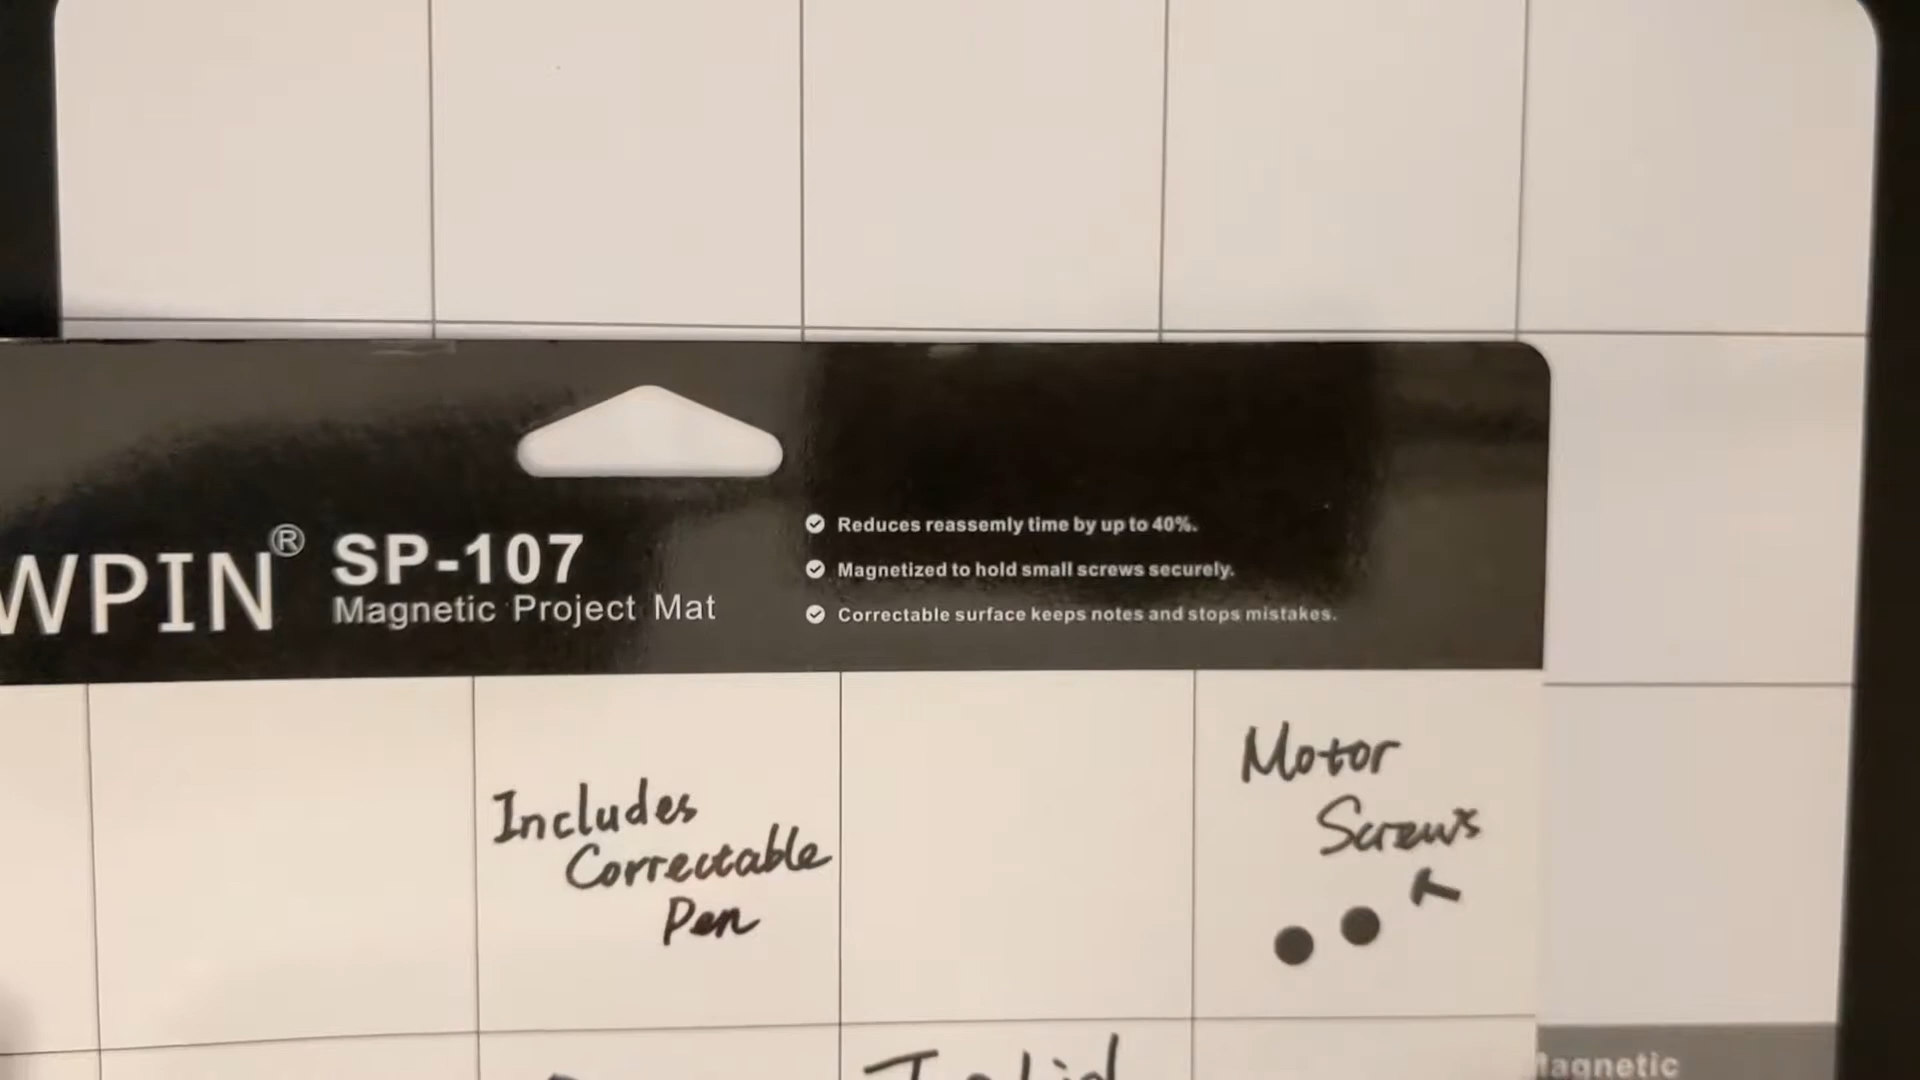 WPIN® SP-107
Magnetic Project Mat
Reduces reassemly time by up to 40%.
Magnetized to hold small screws securely.
Correctable surface keeps notes and stops mistakes.
Includes
Correctable
Pen
Motor
Screws
Magnetic